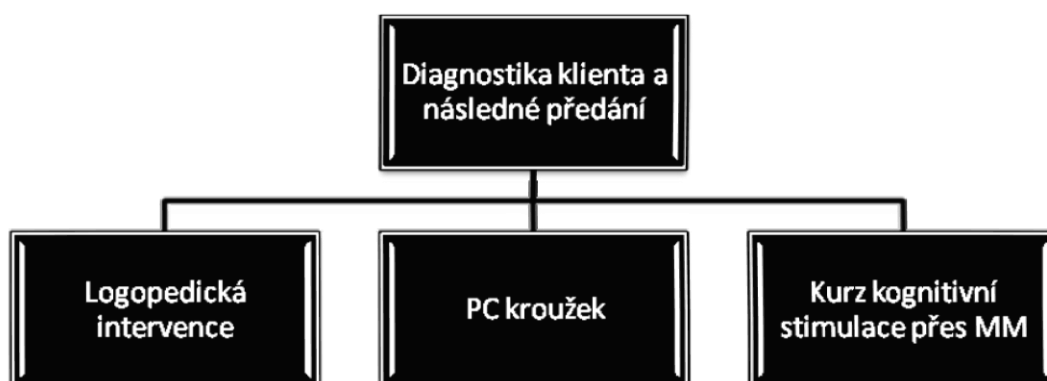 Diagnostika klienta a
následné předání
Logopedická
intervence
PC kroužek
Kurz kognitivní
stimulace přes MM